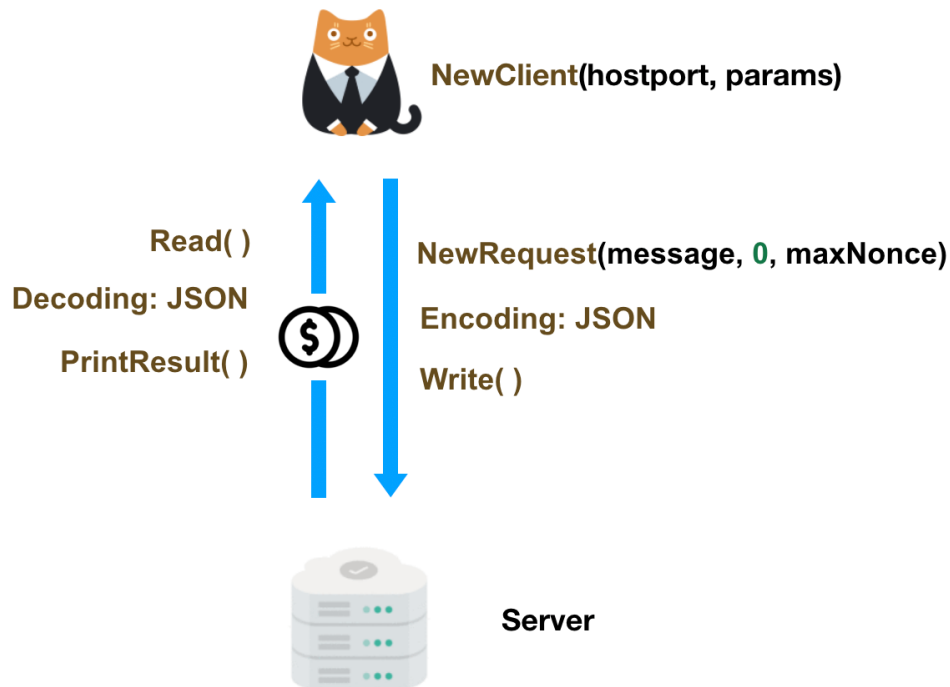 NewClient(hostport, params)
Read( )
Decoding: JSON
PrintResult( )
$
NewRequest(message, 0, maxNonce)
Encoding: JSON
Write( )
Server